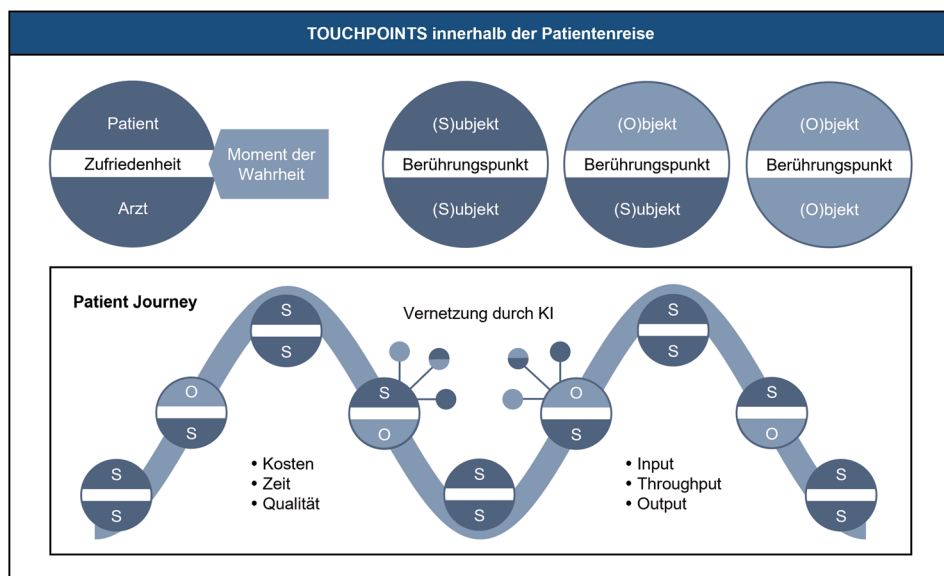 TOUCHPOINTS innerhalb der Patientenreise
Patient
Zufriedenheit
Arzt
Moment der
Wahrheit
(S)ubjekt
Berührungspunkt
(S)ubjekt
(O)bjekt
Berührungspunkt
(S)ubjekt
(O)bjekt
Berührungspunkt
(O)bjekt
Patient Journey
Vernetzung durch KI
S
S
O
S
S
S
S
O
S
S
O
S
S
S
S
O
S
S
• Kosten
• Zeit
• Qualität
• Input
• Throughput
• Output